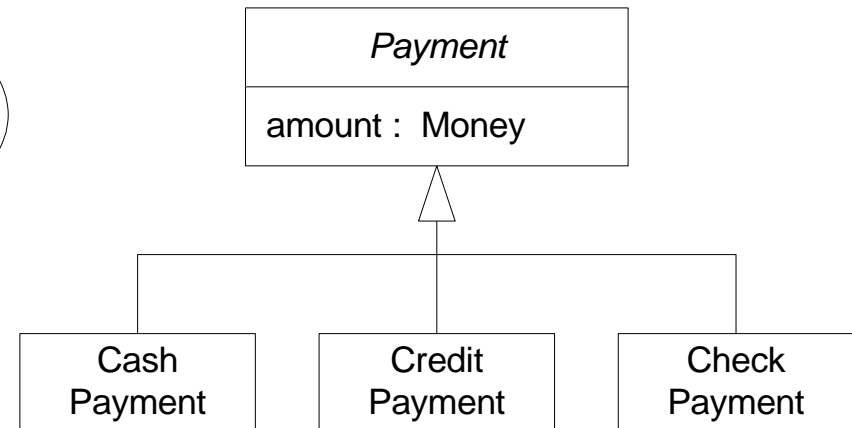 Payment
amount : Money
Cash
Payment
Credit
Payment
Check
Payment